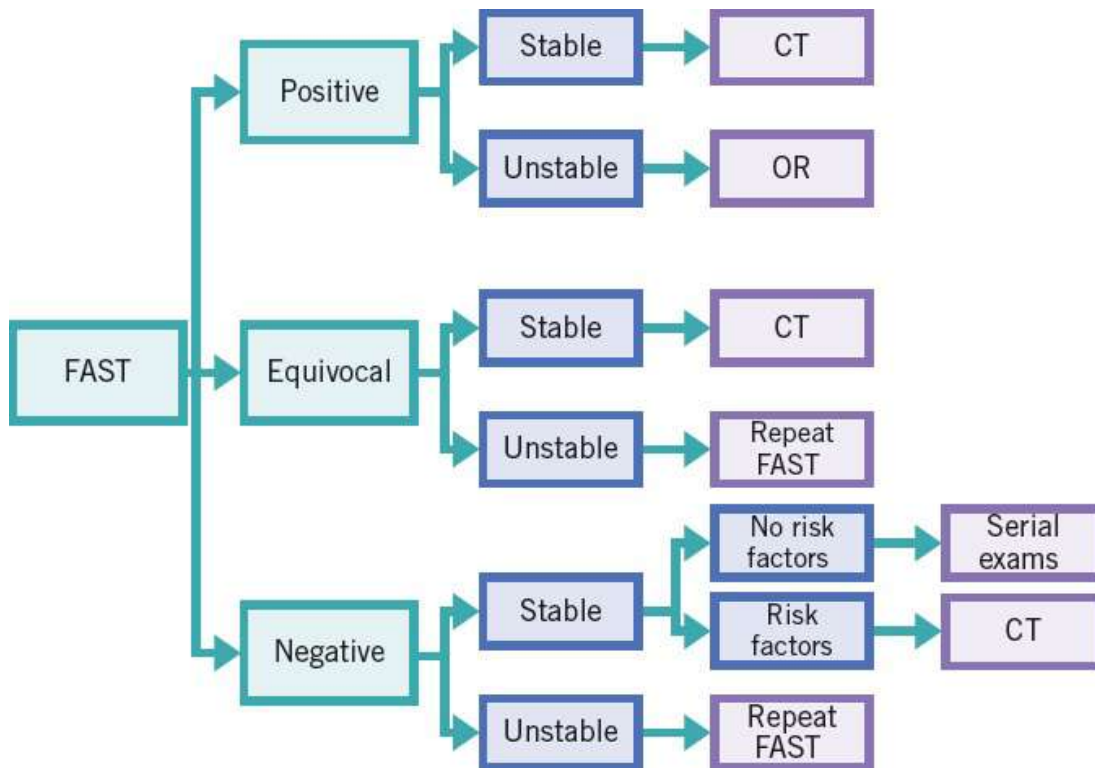 FAST
Positive
Stable
CT
Unstable
OR
Equivocal
Stable
CT
Unstable
Repeat
FAST
Negative
Stable
No risk
factors
Serial
exams
Risk
factors
CT
Unstable
Repeat
FAST